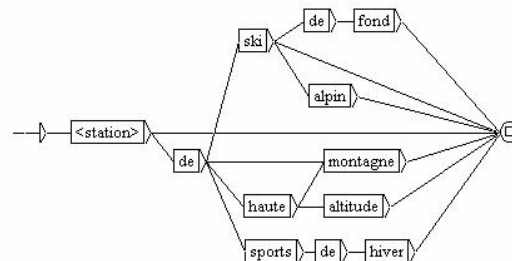 de fond
ski
alpin
<station>
de montagne
haute altitude
sports de hiver